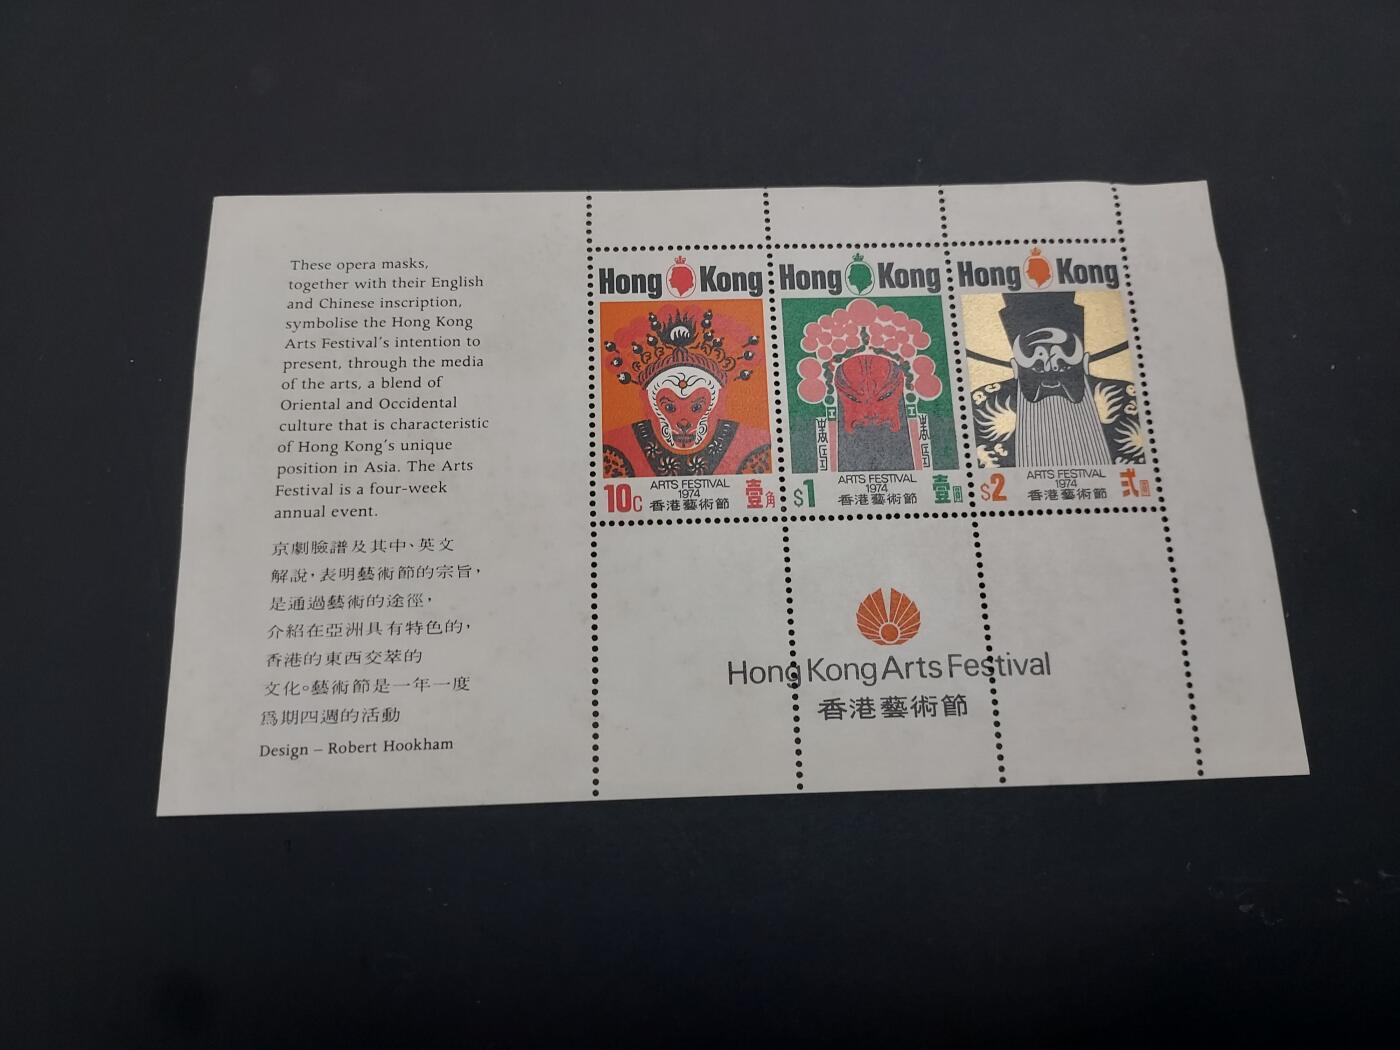 These opera masks,
together with their English
and Chinese inscription,
symbolise the Hong Kong
Arts Festival's intention to
present, through the media
of the arts, a blend of
Oriental and Occidental
culture that is characteristic
of Hong Kong's unique
position in Asia. The Arts
Festival is a four-week
annual event.
京劇臉譜及其中、英文
解說，表明藝術節的宗旨，
是通過藝術的途徑，
介紹在亞洲具有特色的，
香港的東西交萃的
文化。藝術節是一年一度
爲期四週的活動
Design – Robert Hookham
Hong Kong
ARTS FESTIVAL
1974
香港藝術節
10c
壹角
Hong Kong
ARTS FESTIVAL
1974
香港藝術節
$1
壹圓
Hong Kong
ARTS FESTIVAL
1974
香港藝術節
$2
弍圓
Hong Kong Arts Festival
香港藝術節